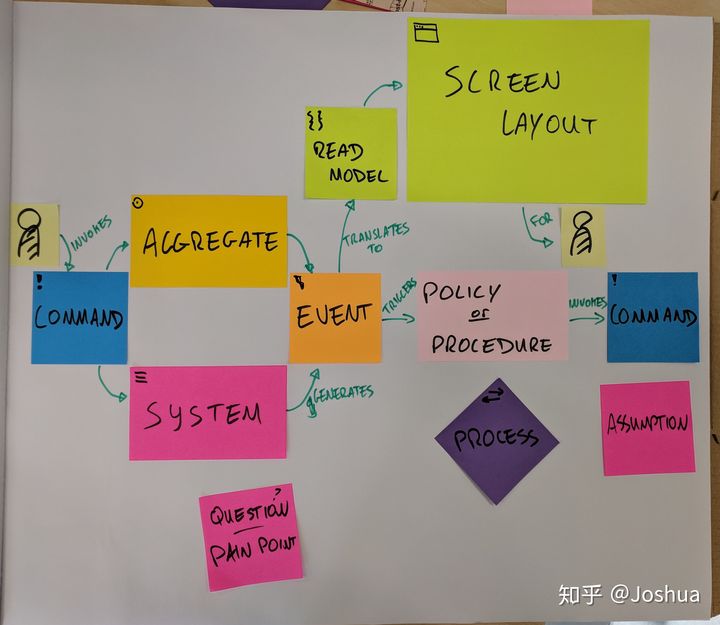 SCREEN
LAYOUT
{}
READ
MODEL
INVOKES
AGGREGATE
TRANSLATES
TO
FOR
!
COMMAND
EVENT
TRIGGERS
POLICY
or
PROCEDURE
INVOKES
!
COMMAND
SYSTEM
GENERATES
PROCESS
ASSUMPTION
?
QUESTION
PAIN POINT
知乎 @Joshua